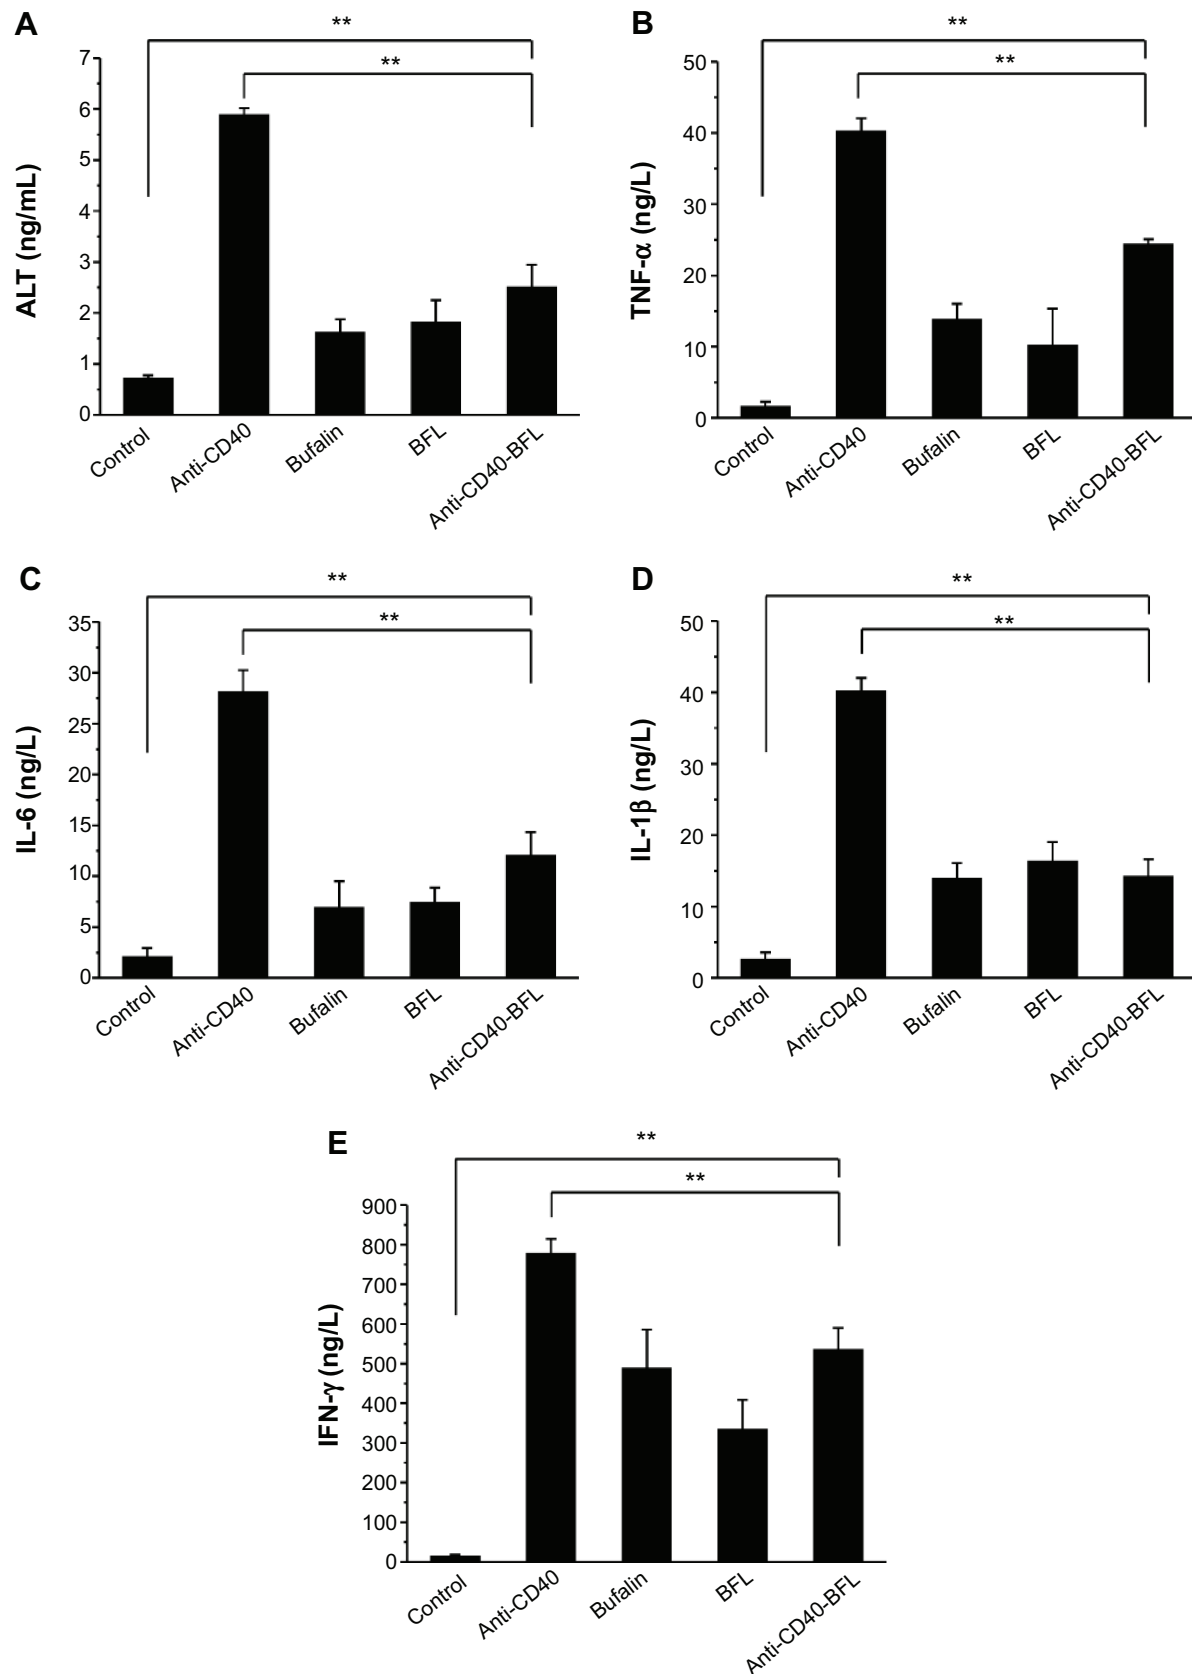 A
**
**
7
6
5
4
3
2
1
0
ALT (ng/mL)
Control
Anti-CD40
Bufalin
BFL
Anti-CD40-BFL
B
**
**
50
40
30
20
10
0
TNF-α (ng/L)
Control
Anti-CD40
Bufalin
BFL
Anti-CD40-BFL
C
**
**
35
30
25
20
15
10
5
0
IL-6 (ng/L)
Control
Anti-CD40
Bufalin
BFL
Anti-CD40-BFL
D
**
**
50
40
30
20
10
0
IL-1β (ng/L)
Control
Anti-CD40
Bufalin
BFL
Anti-CD40-BFL
E
**
**
900
800
700
600
500
400
300
200
100
0
IFN-γ (ng/L)
Control
Anti-CD40
Bufalin
BFL
Anti-CD40-BFL